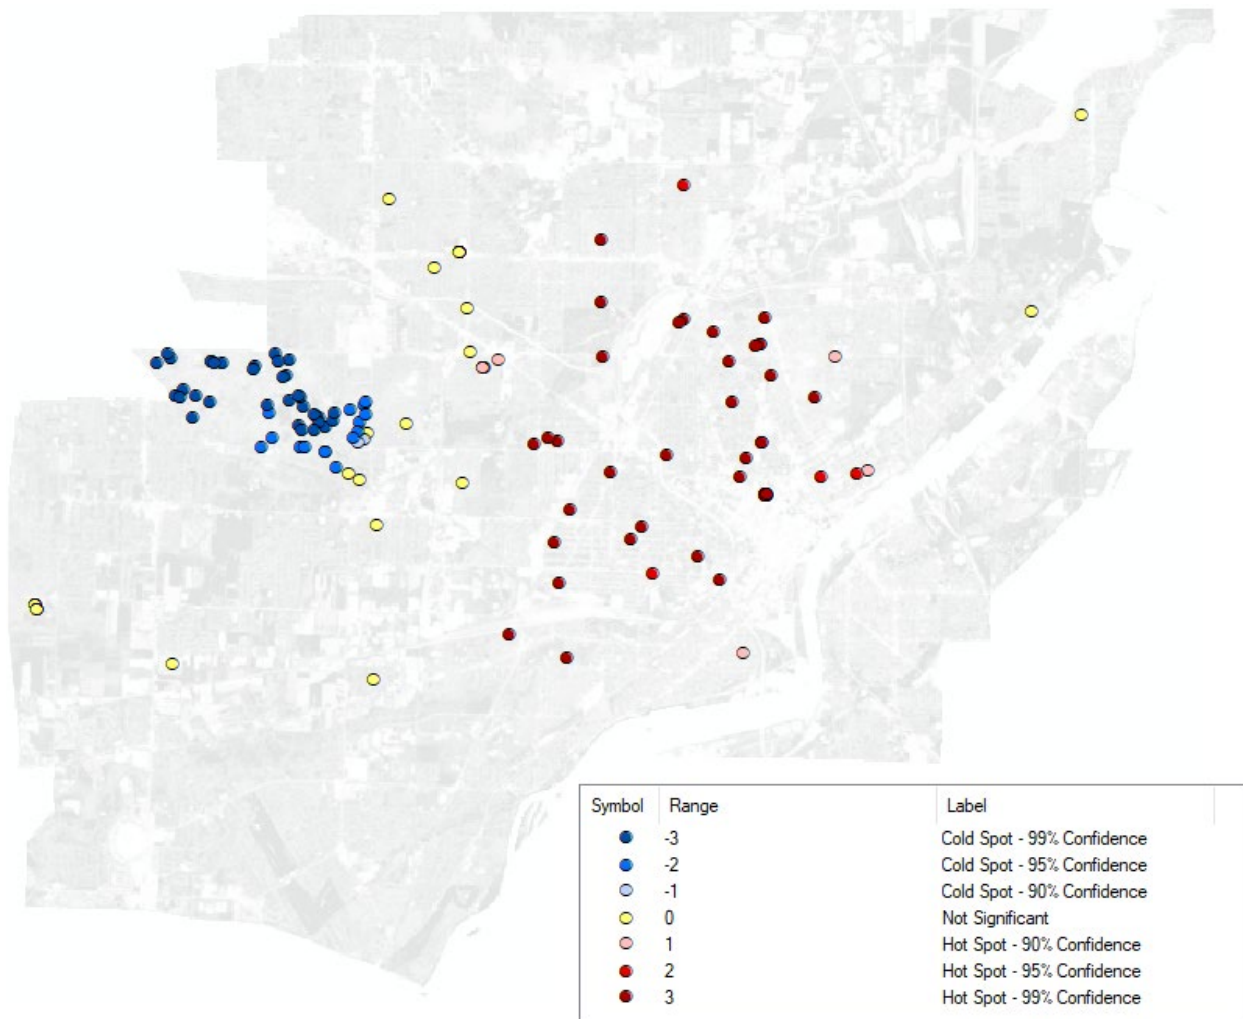 Symbol Range Label
-3 Cold Spot - 99% Confidence
-2 Cold Spot - 95% Confidence
-1 Cold Spot - 90% Confidence
0 Not Significant
1 Hot Spot - 90% Confidence
2 Hot Spot - 95% Confidence
3 Hot Spot - 99% Confidence